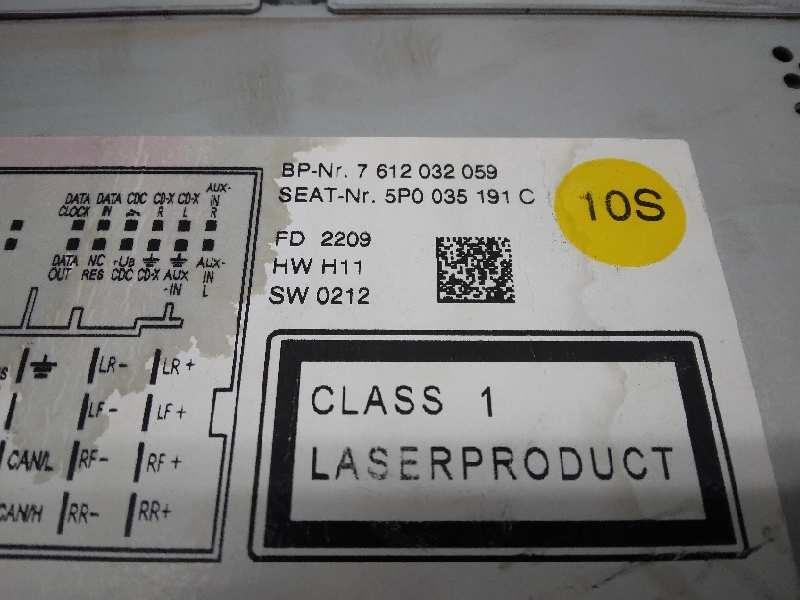 BP-Nr. 7 612 032 059
SEAT-Nr. 5P0 035 191 C
10S
FD 2209
HW H11
SW 0212
DATA DATA CDC CD-X CD-X AUX-
CLOCK IN R L IN
R
DATA NC +UB AUX-
OUT RES CDC CD-X AUX IN
-IN L
LR- LR+
LF- LF+
CAN/L RF- RF+
CAN/H RR- RR+
CLASS 1
LASERPRODUCT